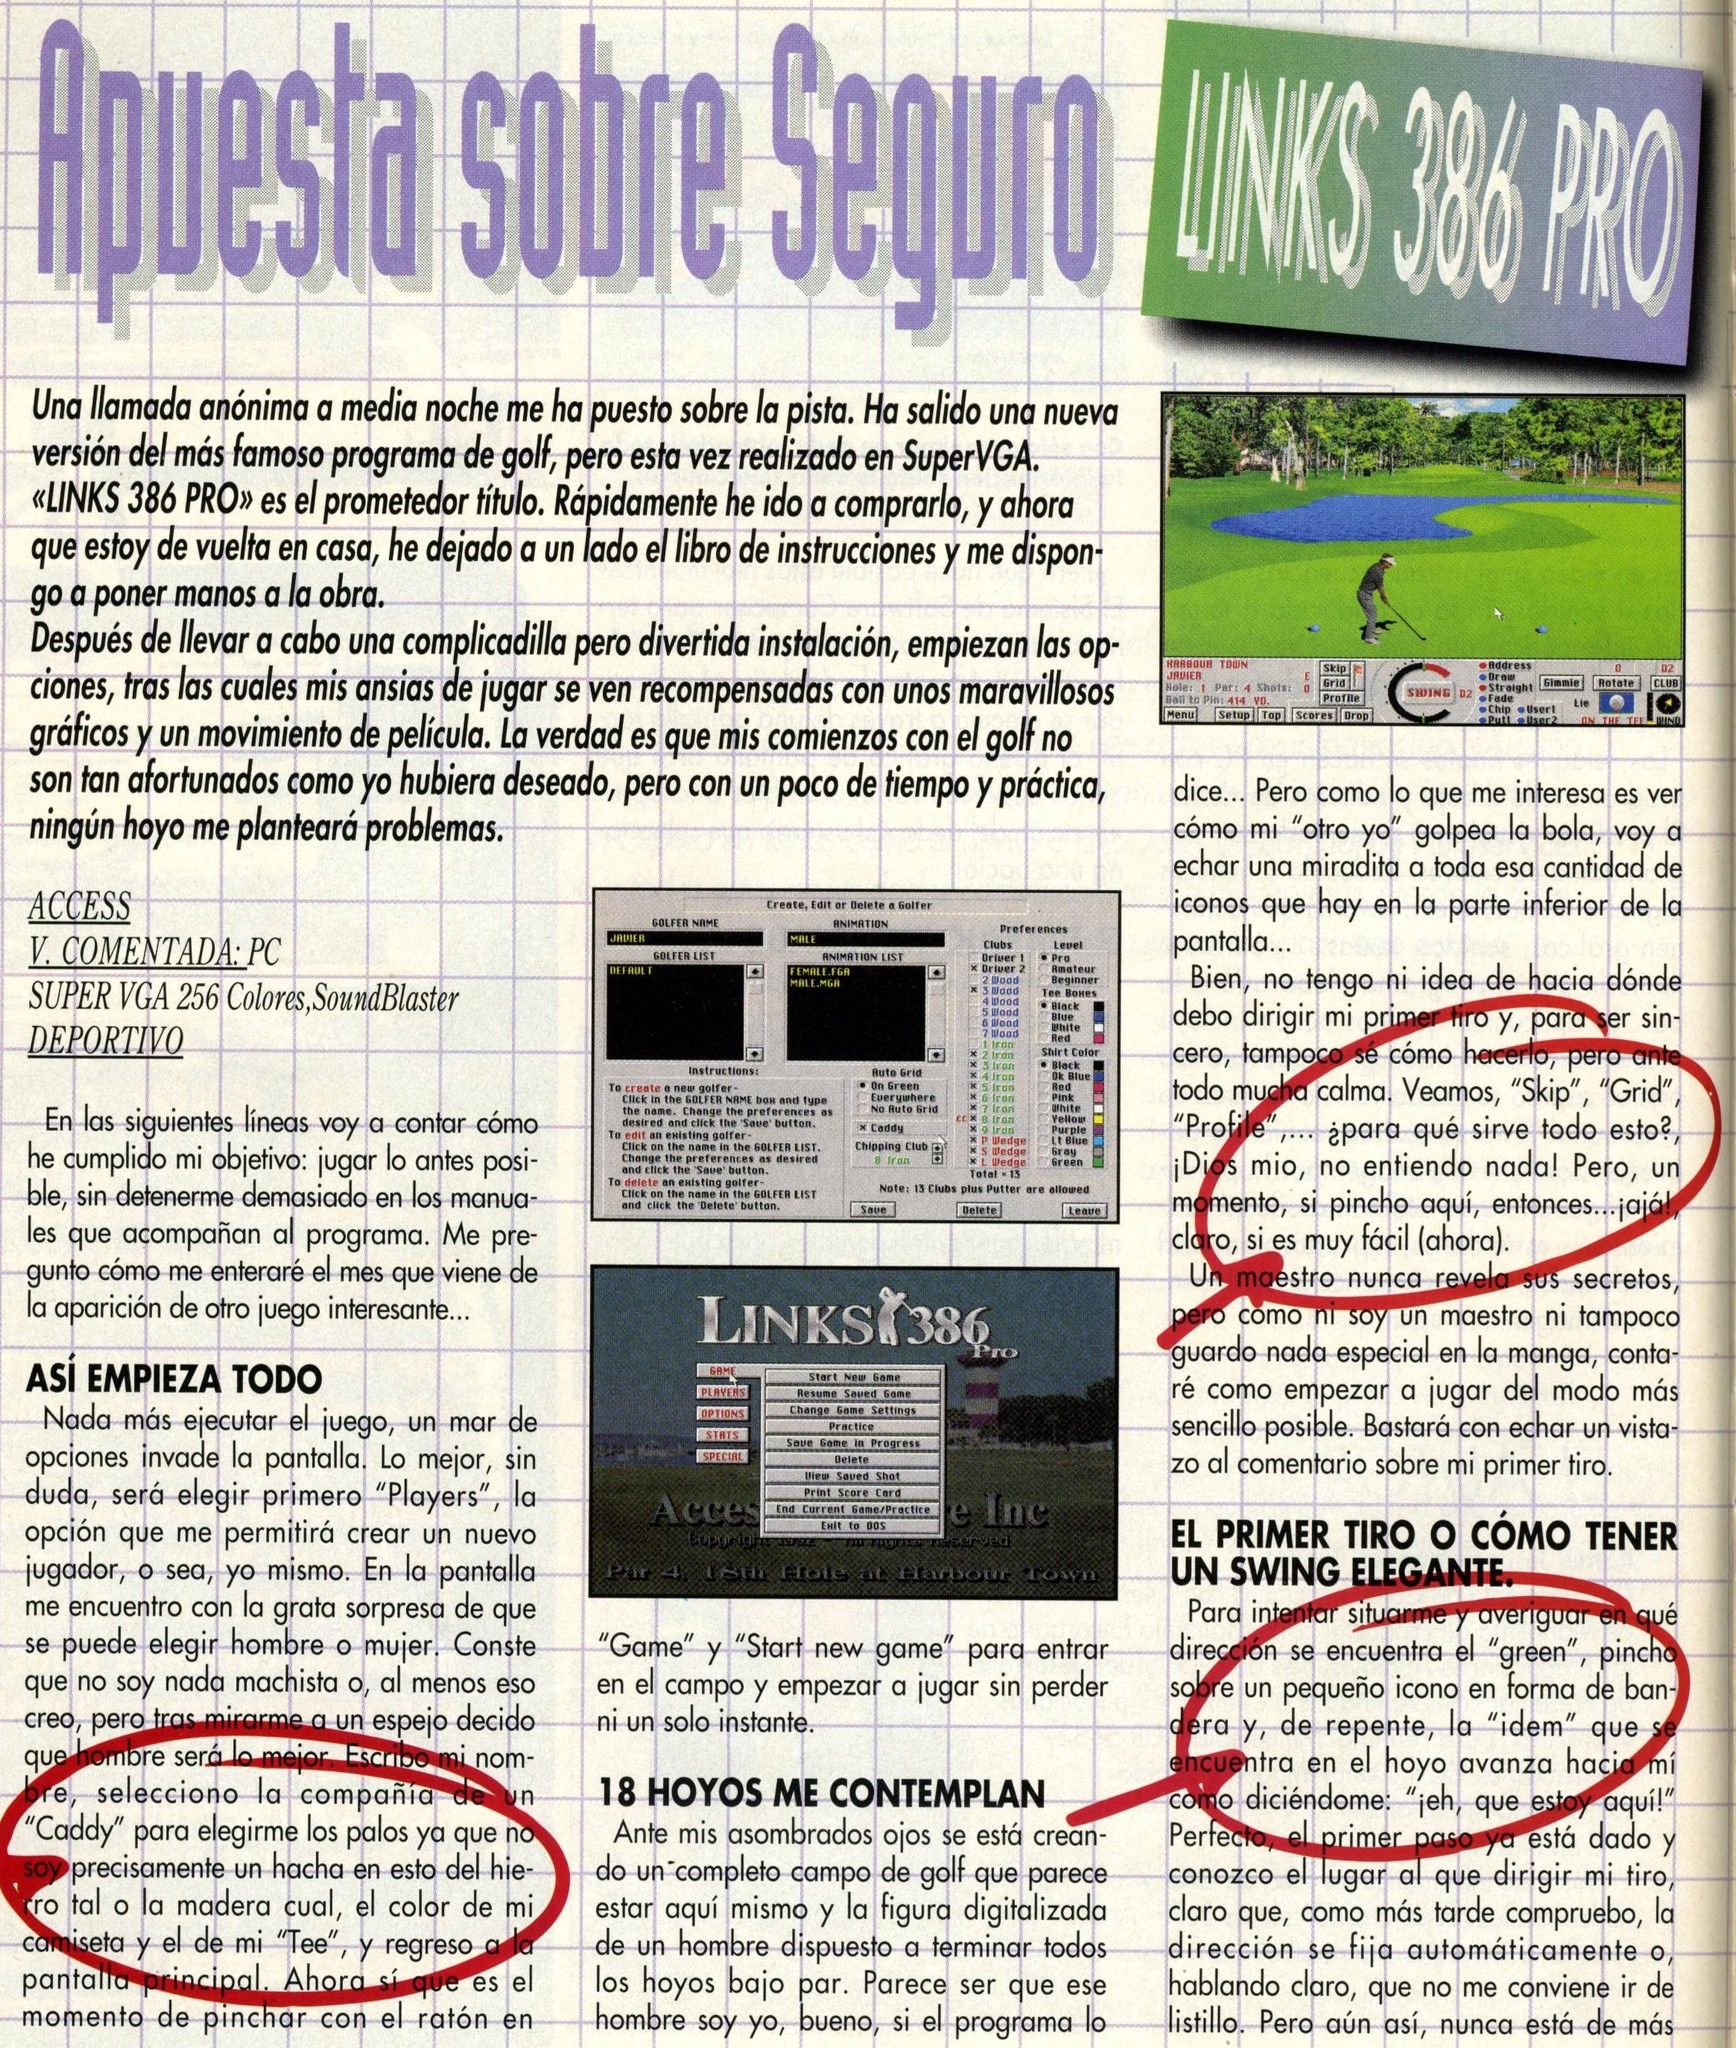 Apuesta sobre Seguro
LINKS 386 PRO
Una llamada anónima a media noche me ha puesto sobre la pista. Ha salido una nueva
versión del más famoso programa de golf, pero esta vez realizado en SuperVGA.
«LINKS 386 PRO» es el prometedor título. Rápidamente he ido a comprarlo, y ahora
que estoy de vuelta en casa, he dejado a un lado el libro de instrucciones y me dispon-
go a poner manos a la obra.
Después de llevar a cabo una complicadilla pero divertida instalación, empiezan las op-
ciones, tras las cuales mis ansias de jugar se ven recompensadas con unos maravillosos
gráficos y un movimiento de película. La verdad es que mis comienzos con el golf no
son tan afortunados como yo hubiera deseado, pero con un poco de tiempo y práctica,
ningún hoyo me planteará problemas.
ACCESS
V. COMENTADA: PC
SUPER VGA 256 Colores,SoundBlaster
DEPORTIVO
En las siguientes líneas voy a contar cómo
he cumplido mi objetivo: jugar lo antes posi-
ble, sin detenerme demasiado en los manua-
les que acompañan al programa. Me pre-
gunto cómo me enteraré el mes que viene de
la aparición de otro juego interesante...
ASÍ EMPIEZA TODO
Nada más ejecutar el juego, un mar de
opciones invade la pantalla. Lo mejor, sin
duda, será elegir primero "Players", la
opción que me permitirá crear un nuevo
jugador, o sea, yo mismo. En la pantalla
me encuentro con la grata sorpresa de que
se puede elegir hombre o mujer. Conste
que no soy nada machista o, al menos eso
creo, pero tras mirarme a un espejo decido
que hombre será lo mejor. Escribo mi nom-
bre, selecciono la compañía de un
"Caddy" para elegirme los palos ya que no
soy precisamente un hacha en esto del hie-
rro tal o la madera cual, el color de mi
camiseta y el de mi "Tee", y regreso a la
pantalla principal. Ahora sí que es el
momento de pinchar con el ratón en
Create, Edit or Delete a Golfer
GOLFER NAME
JAVIER
GOLFER LIST
DEFAULT
ANIMATION
MALE
ANIMATION LIST
FEMALE.FGA
MALE.MGA
Instructions:
To create a new golfer-
Click in the GOLFER NAME box and type
the name. Change the preferences as
desired and click the 'Save' button.
To edit an existing golfer-
Click on the name in the GOLFER LIST.
Change the preferences as desired
and click the 'Save' button.
To delete an existing golfer-
Click on the name in the GOLFER LIST
and click the 'Delete' button.
Auto Grid
On Green
Everywhere
No Auto Grid
× Caddy
Chipping Club
8 Iron
Preferences
Clubs
Driver 1
× Driver 2
2 Wood
× 3 Wood
4 Wood
5 Wood
6 Wood
7 Wood
1 Iron
× 2 Iron
× 3 Iron
× 4 Iron
× 5 Iron
× 6 Iron
× 7 Iron
CC × 8 Iron
× 9 Iron
× P Wedge
× S Wedge
× L Wedge
Total = 13
Level
Pro
Amateur
Beginner
Tee Boxes
Black
Blue
White
Red
Shirt Color
Black
Dk Blue
Red
Pink
White
Yellow
Purple
Lt Blue
Gray
Green
Note: 13 Clubs plus Putter are allowed
Save
Delete
Leave
LINKS 386
Pro
GAME
PLAYERS
OPTIONS
STATS
SPECIAL
Start New Game
Resume Saved Game
Change Game Settings
Practice
Save Game in Progress
Delete
View Saved Shot
Print Score Card
End Current Game/Practice
Exit to DOS
Acces e Inc
Copyright 1992 - All Rights Reserved
Par 4, 18th Hole at Harbour Town
"Game" y "Start new game" para entrar
en el campo y empezar a jugar sin perder
ni un solo instante.
18 HOYOS ME CONTEMPLAN
Ante mis asombrados ojos se está crean-
do un completo campo de golf que parece
estar aquí mismo y la figura digitalizada
de un hombre dispuesto a terminar todos
los hoyos bajo par. Parece ser que ese
hombre soy yo, bueno, si el programa lo
HARBOUR TOWN
JAVIER E
Hole: 1 Par: 4 Shots: 0
Ball to Pin: 414 YD.
Menu
Setup
Top
Skip
Grid
Profile
Scores
Drop
SWING
D2
Address
Draw
Straight
Fade
Chip
User1
Putt
User2
Gimmie
0
Rotate
Lie
ON THE TEE
D2
CLUB
WIND
dice... Pero como lo que me interesa es ver
cómo mi "otro yo" golpea la bola, voy a
echar una miradita a toda esa cantidad de
iconos que hay en la parte inferior de la
pantalla...
Bien, no tengo ni idea de hacia dónde
debo dirigir mi primer tiro y, para ser sin-
cero, tampoco sé cómo hacerlo, pero ante
todo mucha calma. Veamos, "Skip", "Grid",
"Profile",... ¿para qué sirve todo esto?,
¡Dios mio, no entiendo nada! Pero, un
momento, si pincho aquí, entonces...¡ajá!,
claro, si es muy fácil (ahora).
Un maestro nunca revela sus secretos,
pero como ni soy un maestro ni tampoco
guardo nada especial en la manga, conta-
ré como empezar a jugar del modo más
sencillo posible. Bastará con echar un vista-
zo al comentario sobre mi primer tiro.
EL PRIMER TIRO O CÓMO TENER
UN SWING ELEGANTE.
Para intentar situarme y averiguar en qué
dirección se encuentra el "green", pincho
sobre un pequeño icono en forma de ban-
dera y, de repente, la "idem" que se
encuentra en el hoyo avanza hacia mí
como diciéndome: "¡eh, que estoy aquí!"
Perfecto, el primer paso ya está dado y
conozco el lugar al que dirigir mi tiro,
claro que, como más tarde compruebo, la
dirección se fija automáticamente o,
hablando claro, que no me conviene ir de
listillo. Pero aún así, nunca está de más